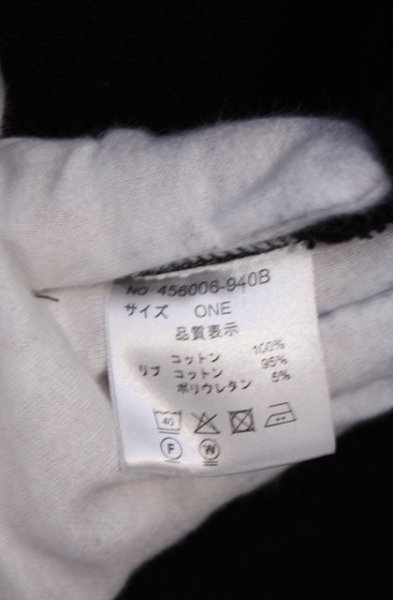 NO 456006-940B
サイズ ONE
品質表示
コットン 100%
リブ コットン 95%
ポリウレタン 5%
40
F W